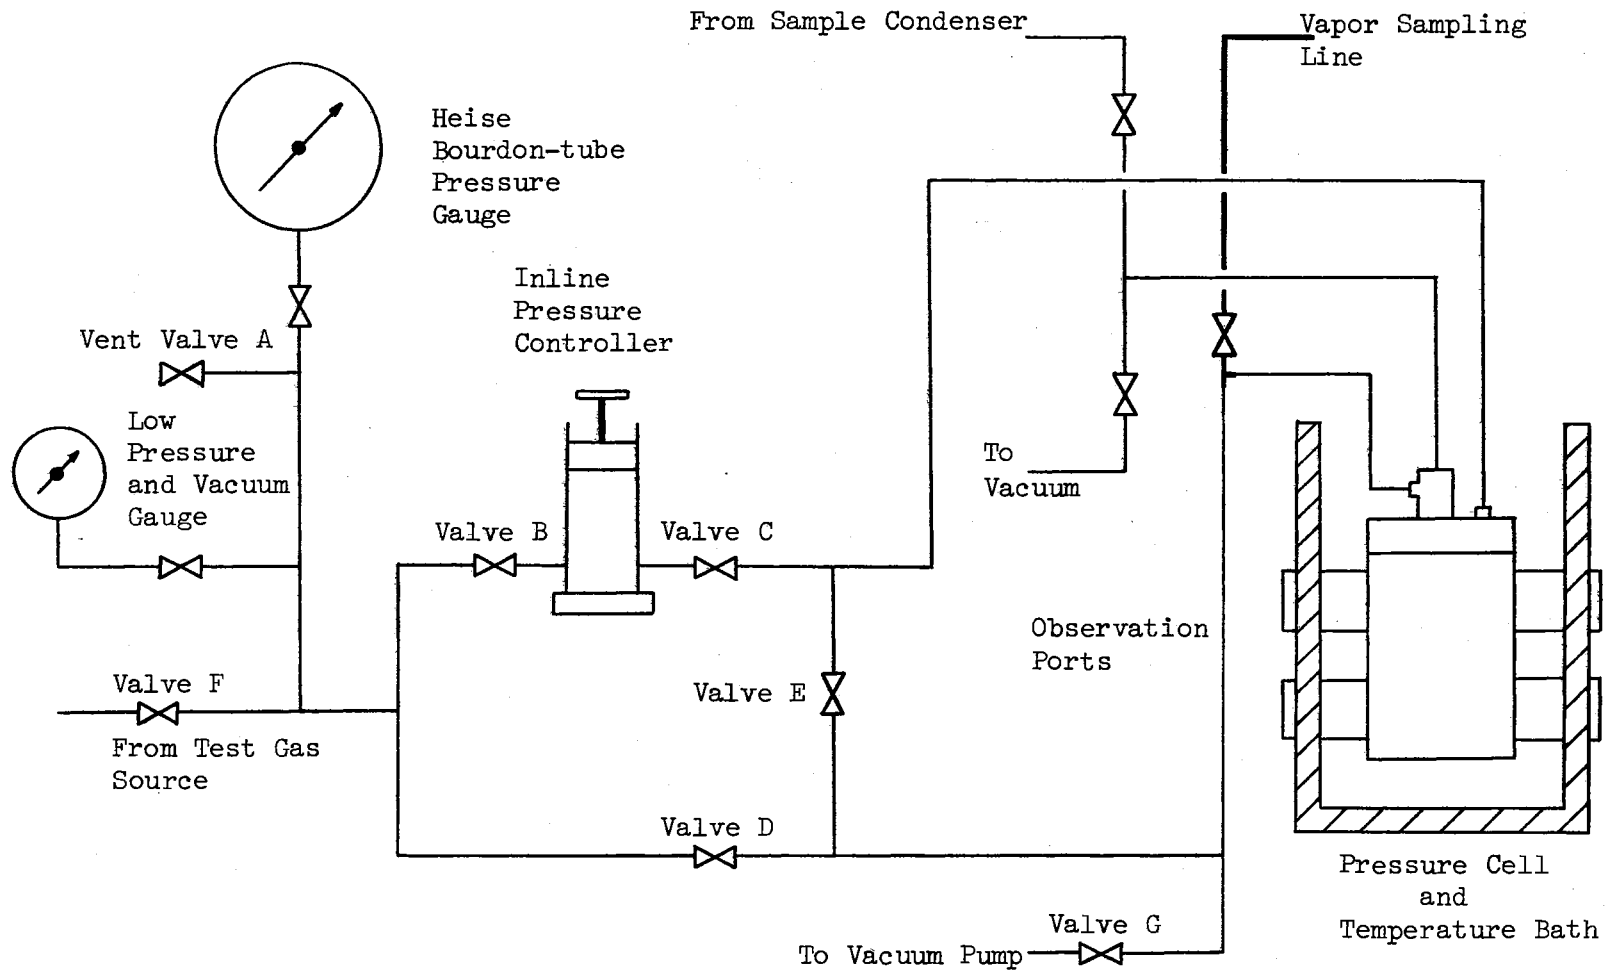 From Sample Condenser
Vapor Sampling
Line
Heise
Bourdon-tube
Pressure
Gauge
Inline
Pressure
Controller
Vent Valve A
Low
Pressure
and Vacuum
Gauge
To
Vacuum
Valve B
Valve C
Observation
Ports
Valve F
Valve E
From Test Gas
Source
Valve D
Pressure Cell
and
Temperature Bath
Valve G
To Vacuum Pump